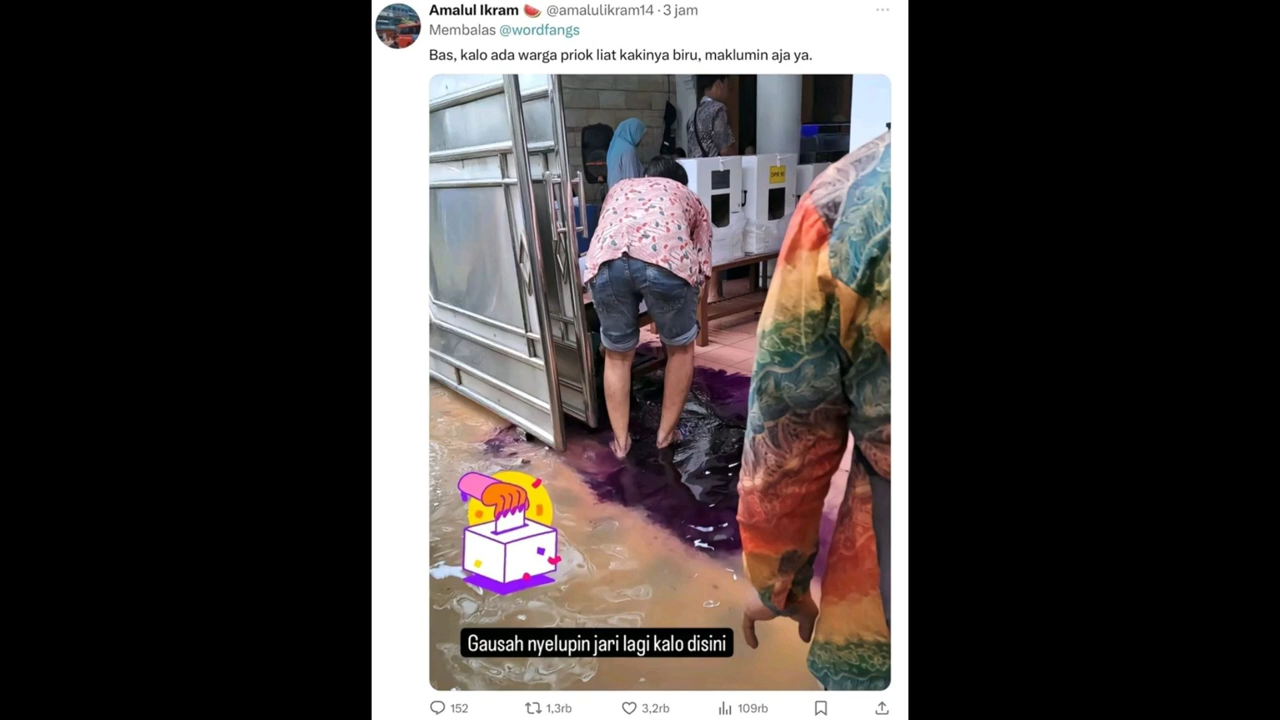 Amalul Ikram 🍉 @amalulikram14 · 3 jam
Membalas @wordfangs
Bas, kalo ada warga priok liat kakinya biru, maklumin aja ya.
Gausah nyelupin jari lagi kalo disini
152 1,3rb 3,2rb 109rb